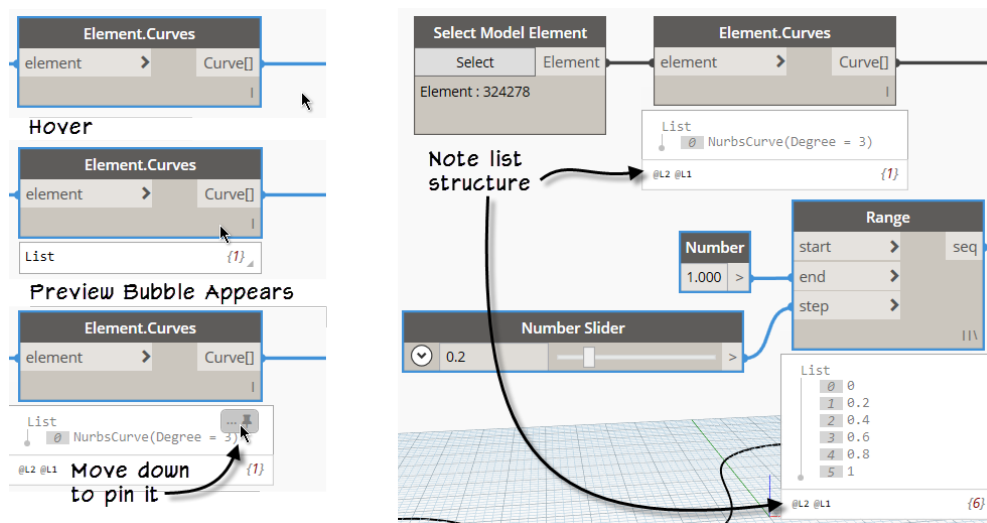 Element.Curves
element > Curve[]
|
Hover
Element.Curves
element > Curve[]
|
List {1}
Preview Bubble Appears
Element.Curves
element > Curve[]
|
List ...
0 NurbsCurve(Degree = 3)
@L2 @L1 {1}
Move down
to pin it
Select Model Element
Select Element
Element : 324278
Element.Curves
element > Curve[]
|
List
0 NurbsCurve(Degree = 3)
@L2 @L1 {1}
Note list
structure
Range
start > seq
end >
step >
||\
Number
1.000 >
Number Slider
0.2 >
List
0 0
1 0.2
2 0.4
3 0.6
4 0.8
5 1
@L2 @L1 {6}